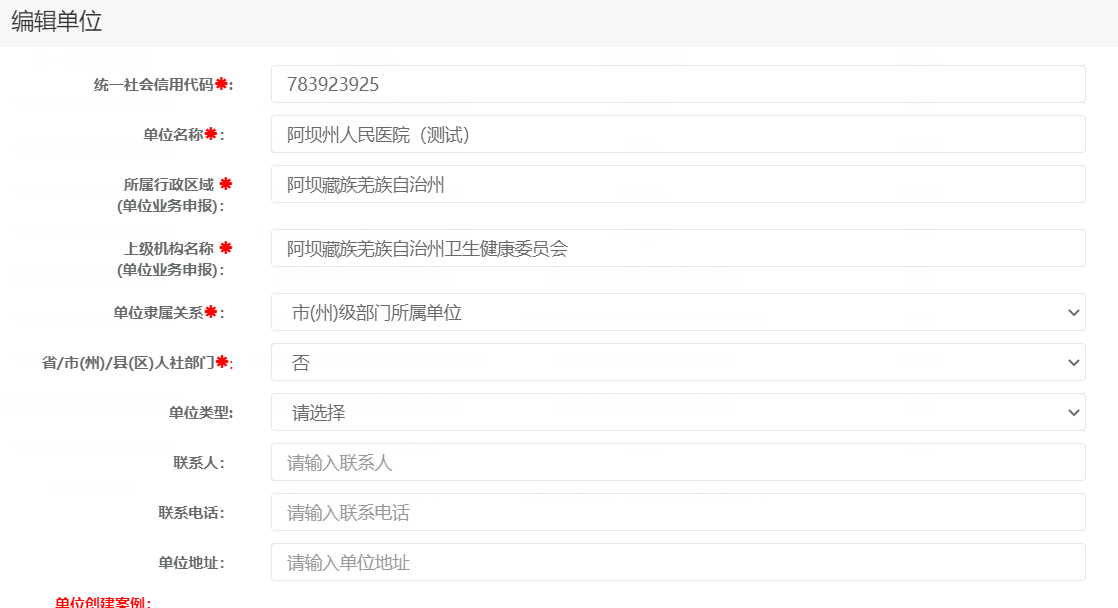 编辑单位
统一社会信用代码✱: 783923925
单位名称✱: 阿坝州人民医院（测试）
所属行政区域 ✱ 阿坝藏族羌族自治州
(单位业务申报):
上级机构名称 ✱ 阿坝藏族羌族自治州卫生健康委员会
(单位业务申报):
单位隶属关系✱: 市(州)级部门所属单位
省/市(州)/县(区)人社部门✱: 否
单位类型: 请选择
联系人: 请输入联系人
联系电话: 请输入联系电话
单位地址: 请输入单位地址
单位创建案例: